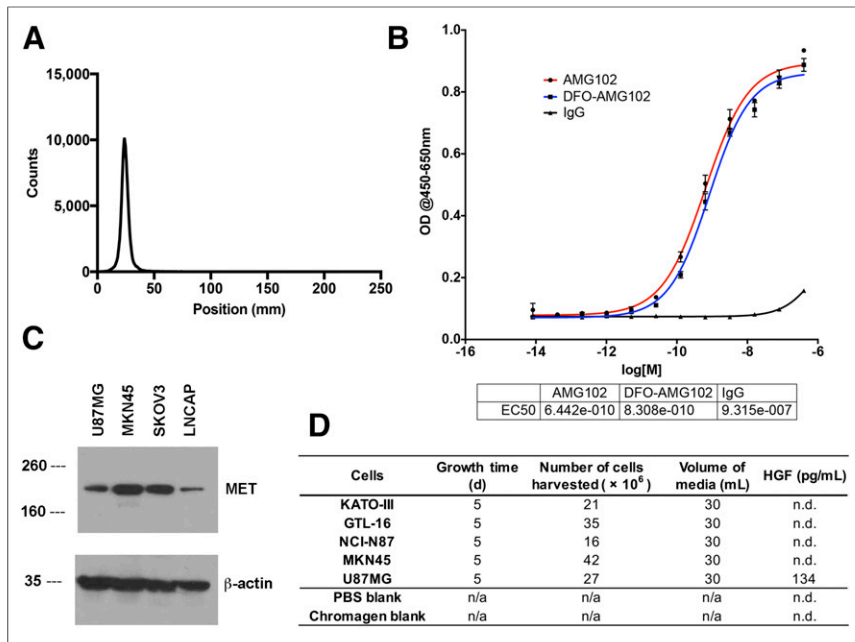 A
15,000
10,000
5,000
0
Counts
0 50 100 150 200 250
Position (mm)
B
1.0
0.8
0.6
0.4
0.2
0.0
OD @450-650nm
AMG102
DFO-AMG102
IgG
-16 -14 -12 -10 -8 -6
log[M]
AMG102 DFO-AMG102 IgG
EC50 6.442e-010 8.308e-010 9.315e-007
C
U87MG MKN45 SKOV3 LNCAP
260 ---
160 ---
MET
35 ---
β-actin
D
Cells Growth time (d) Number of cells harvested ( × 10⁶) Volume of media (mL) HGF (pg/mL)
KATO-III 5 21 30 n.d.
GTL-16 5 35 30 n.d.
NCI-N87 5 16 30 n.d.
MKN45 5 42 30 n.d.
U87MG 5 27 30 134
PBS blank n/a n/a n/a n.d.
Chromagen blank n/a n/a n/a n.d.